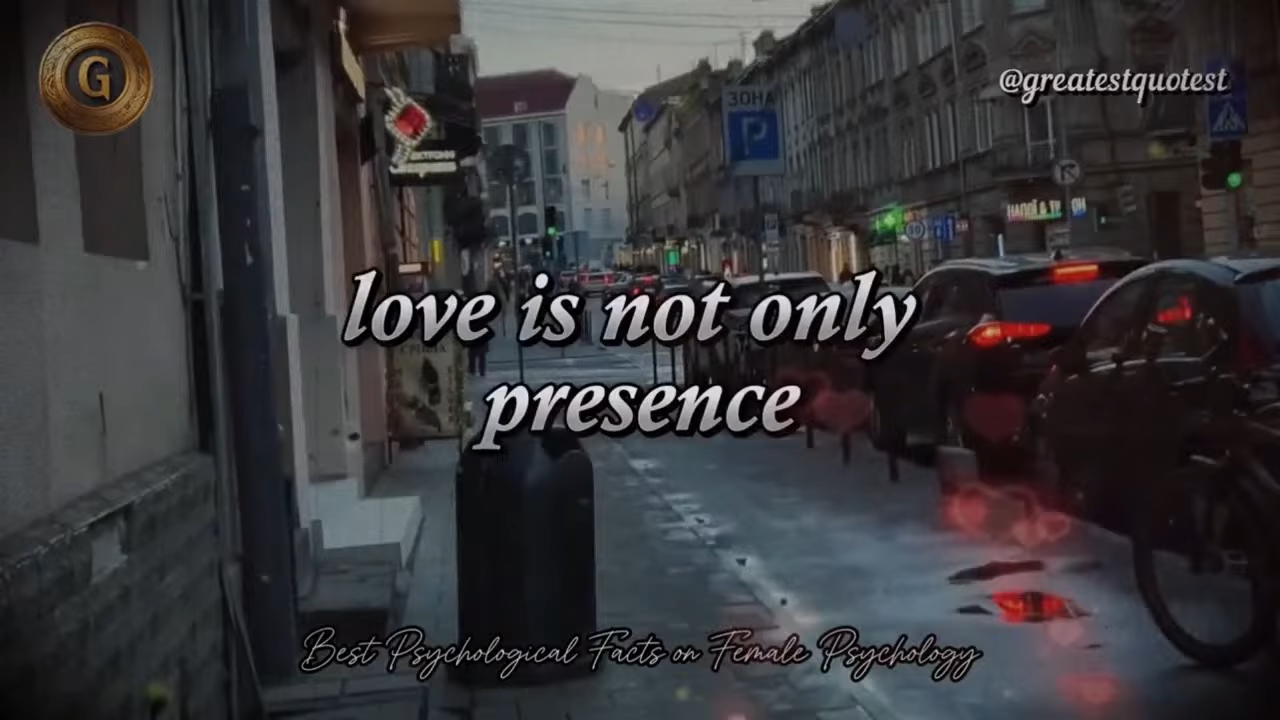 G
@greatestquotest
ЗОНА
P
love is not only
presence
Best Psychological Facts on Female Psychology